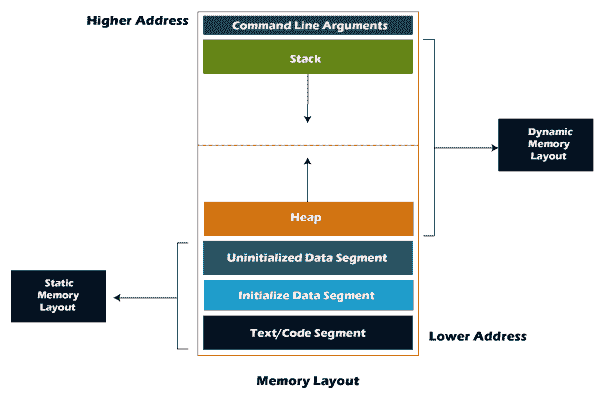 Higher Address
Command Line Arguments
Stack
Dynamic
Memory
Layout
Heap
Uninitialized Data Segment
Static
Memory
Layout
Initialize Data Segment
Text/Code Segment
Lower Address
Memory Layout